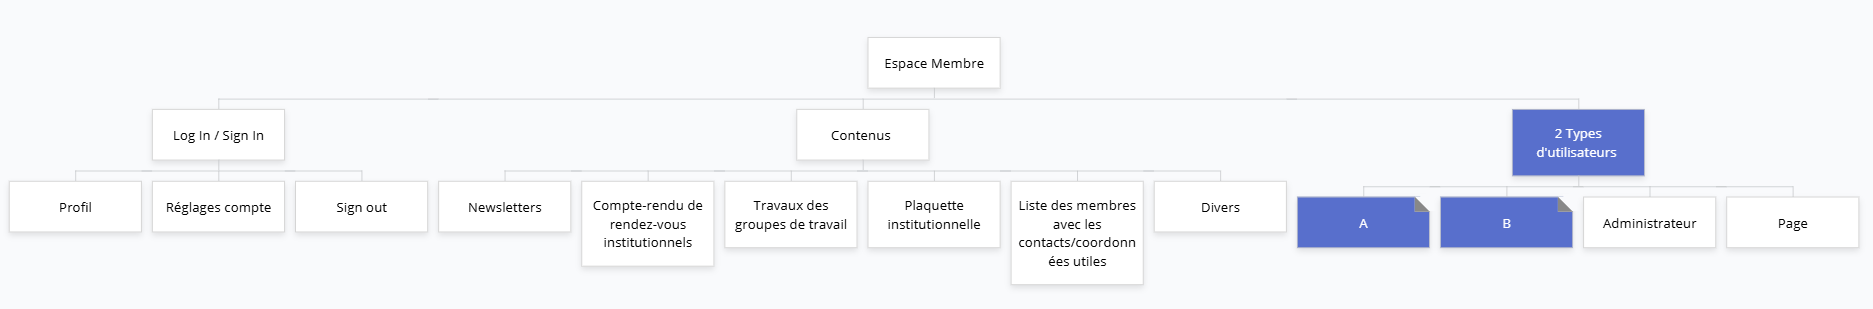 Espace Membre
Log In / Sign In
Contenus
2 Types
d'utilisateurs
Profil
Réglages compte
Sign out
Newsletters
Compte-rendu de
rendez-vous
institutionnels
Travaux des
groupes de travail
Plaquette
institutionnelle
Liste des membres
avec les
contacts/coordonn
ées utiles
Divers
A
B
Administrateur
Page